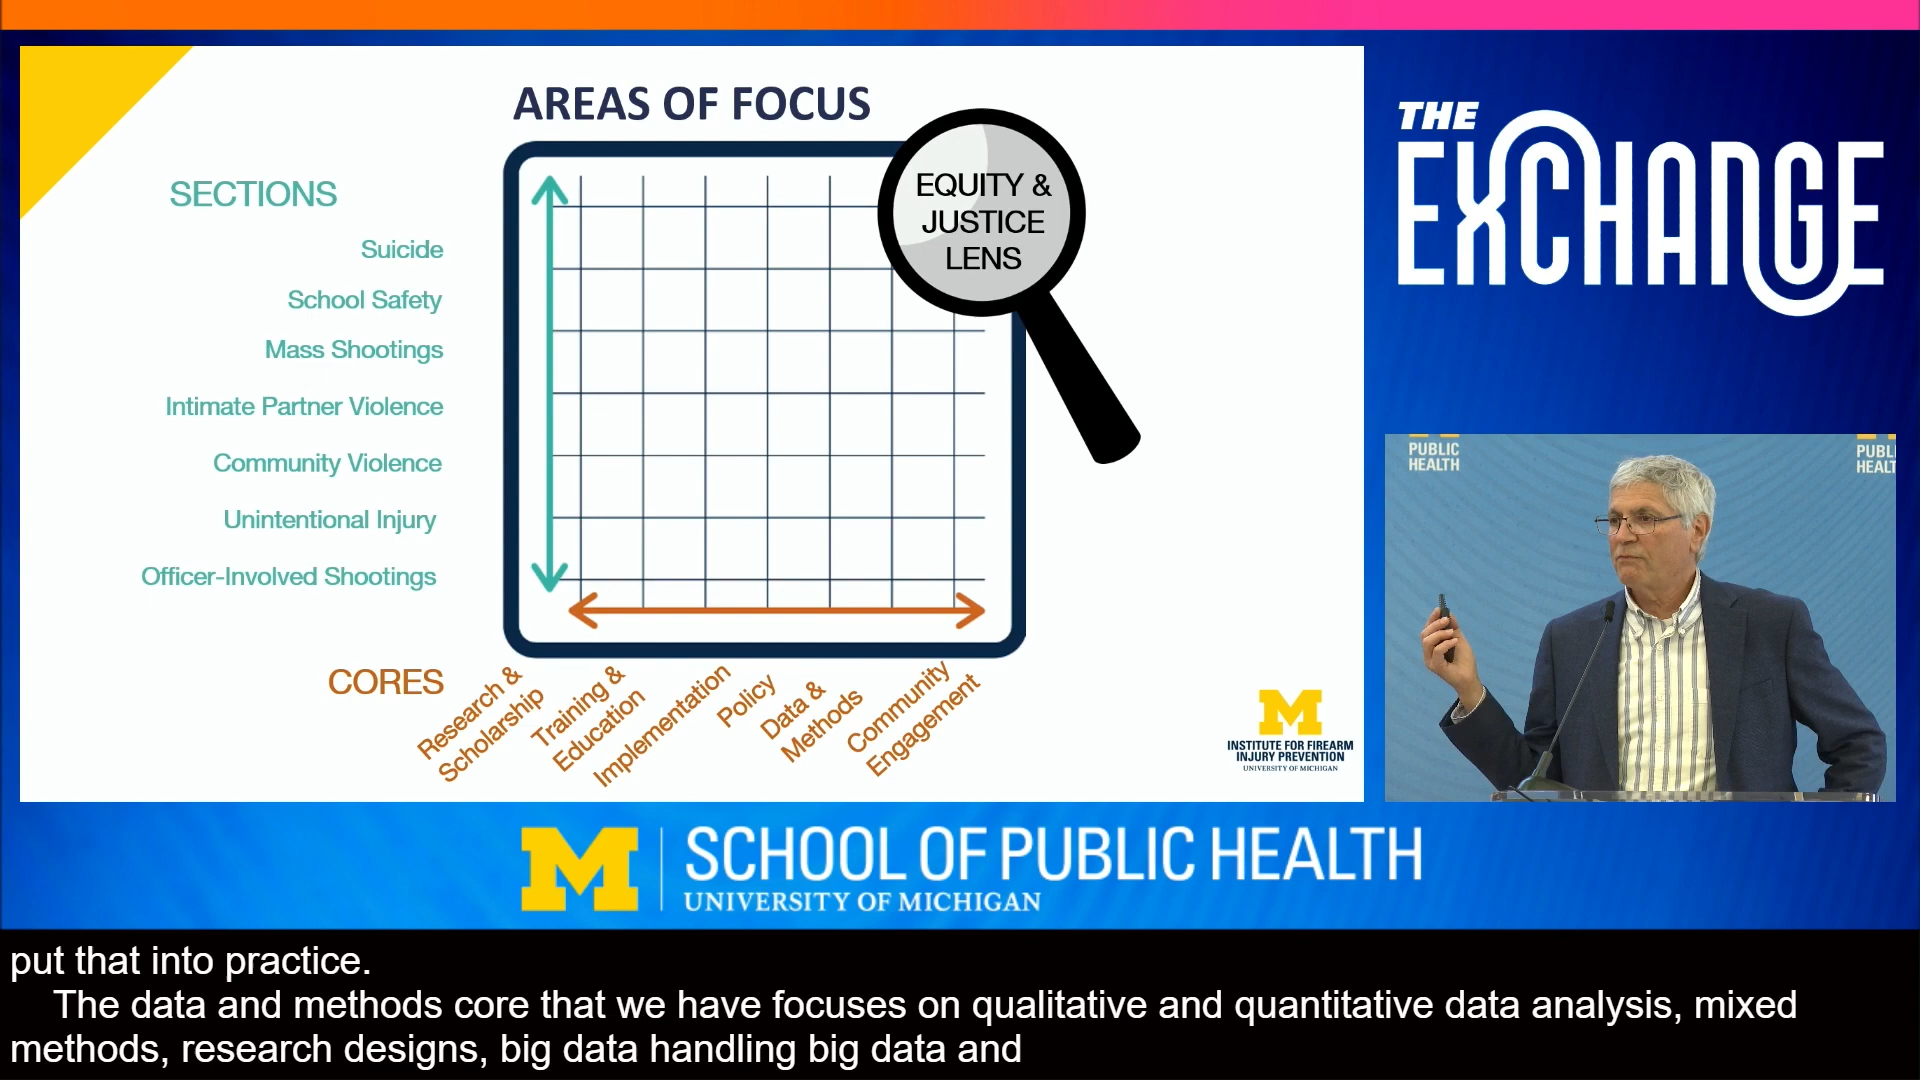 AREAS OF FOCUS
EQUITY &
JUSTICE
LENS
SECTIONS
Suicide
School Safety
Mass Shootings
Intimate Partner Violence
Community Violence
Unintentional Injury
Officer-Involved Shootings
CORES
Research &
Scholarship
Training &
Education
Implementation
Policy
Data &
Methods
Community
Engagement
M
INSTITUTE FOR FIREARM
INJURY PREVENTION
UNIVERSITY OF MICHIGAN
THE
EXCHANGE
PUBLIC
HEALTH
PUBLI
HEALT
M
SCHOOL OF PUBLIC HEALTH
UNIVERSITY OF MICHIGAN
put that into practice.
The data and methods core that we have focuses on qualitative and quantitative data analysis, mixed
methods, research designs, big data handling big data and